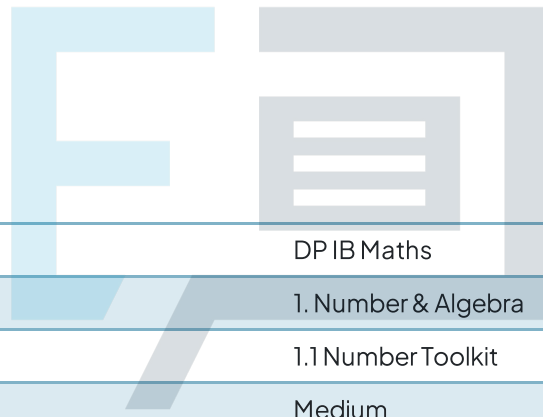 DP IB Maths
1. Number & Algebra
1.1 Number Toolkit
Medium